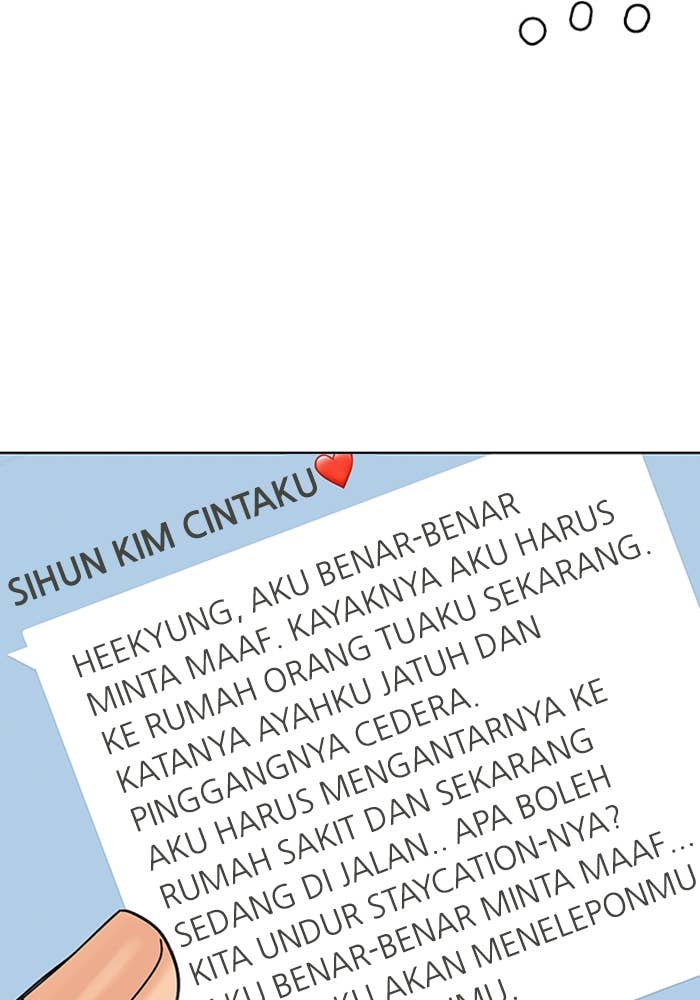 SIHUN KIM CINTAKU
HEEKYUNG, AKU BENAR-BENAR
MINTA MAAF. KAYAKNYA AKU HARUS
KE RUMAH ORANG TUAKU SEKARANG.
KATANYA AYAHKU JATUH DAN
PINGGANGNYA CEDERA.
AKU HARUS MENGANTARNYA KE
RUMAH SAKIT DAN SEKARANG
SEDANG DI JALAN.. APA BOLEH
KITA UNDUR STAYCATION-NYA?
AKU BENAR-BENAR MINTA MAAF...
AKAN MENELEPONMU